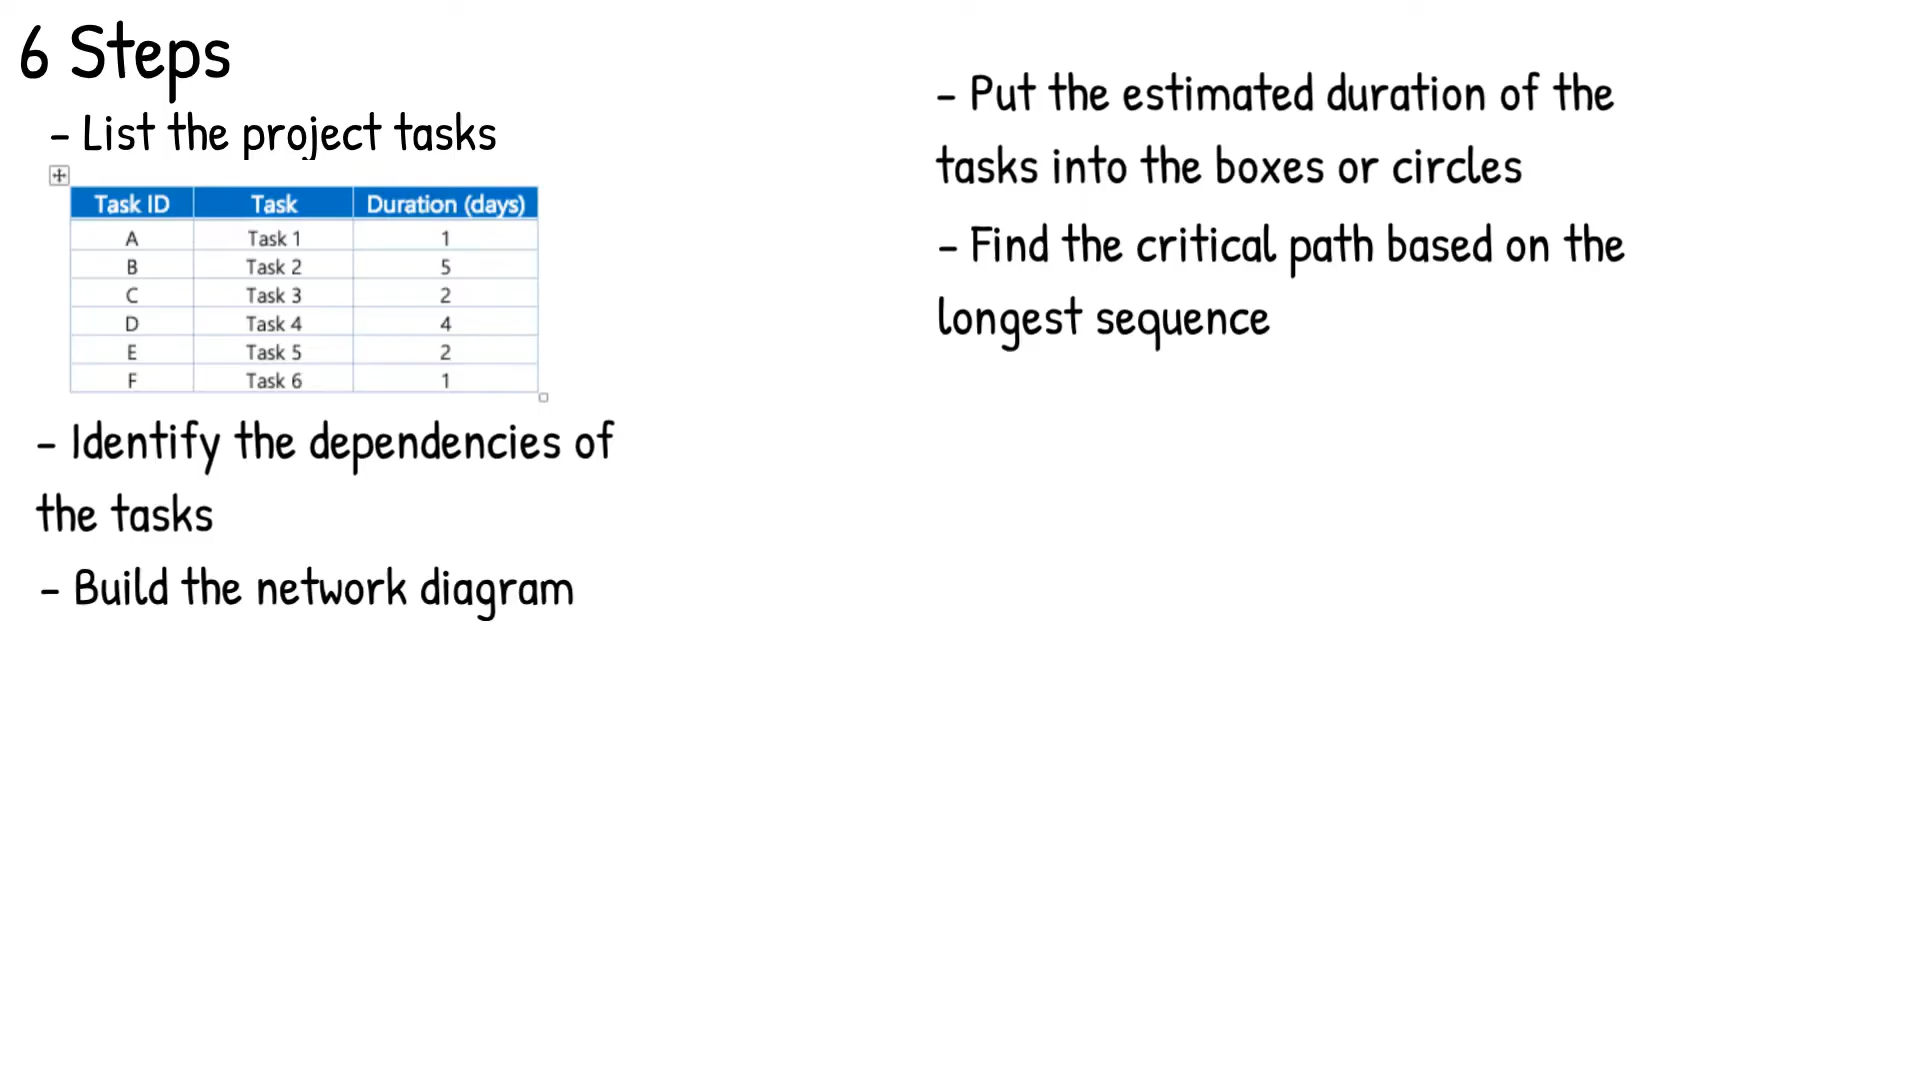 6 Steps
- List the project tasks
Task ID Task Duration (days)
A Task 1 1
B Task 2 5
C Task 3 2
D Task 4 4
E Task 5 2
F Task 6 1
- Identify the dependencies of
the tasks
- Build the network diagram
- Put the estimated duration of the
tasks into the boxes or circles
- Find the critical path based on the
longest sequence